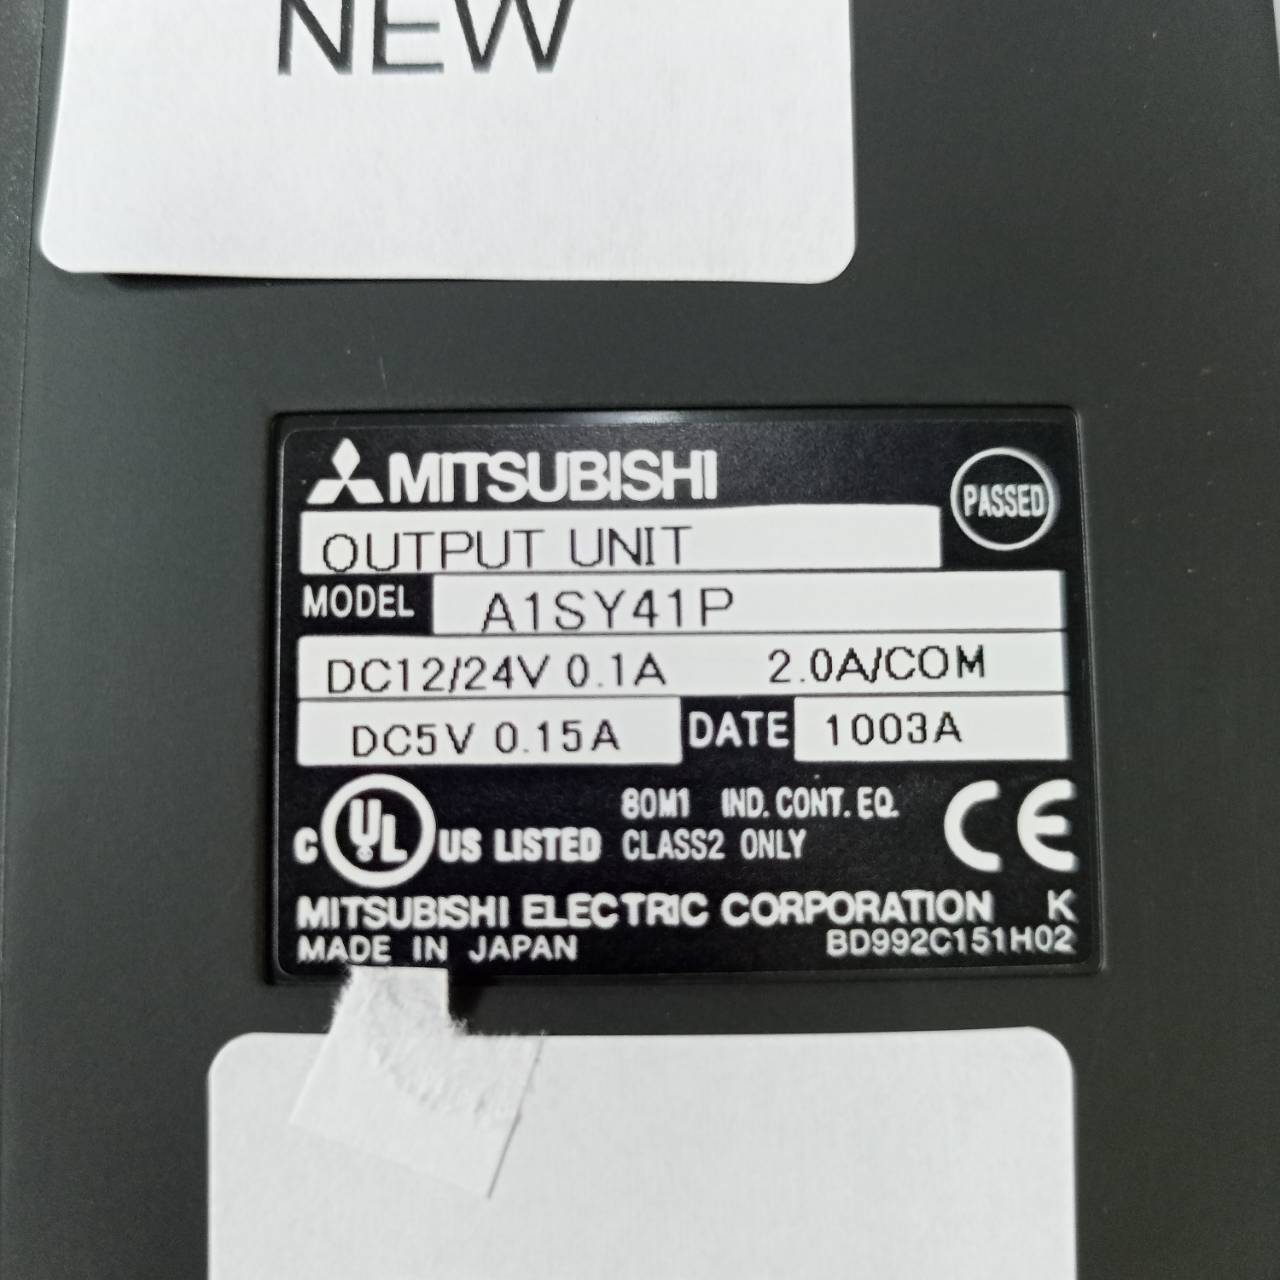 NEW
MITSUBISHI
PASSED
OUTPUT UNIT
MODEL A1SY41P
DC12/24V 0.1A 2.0A/COM
DC5V 0.15A DATE 1003A
80M1 IND. CONT. EQ.
C UL US LISTED CLASS2 ONLY
CE
MITSUBISHI ELECTRIC CORPORATION K
MADE IN JAPAN BD992C151H02